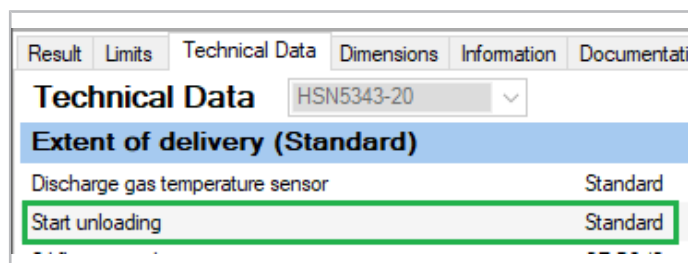 Result Limits Technical Data Dimensions Information Documentati
Technical Data HSN5343-20
Extent of delivery (Standard)
Discharge gas temperature sensor Standard
Start unloading Standard